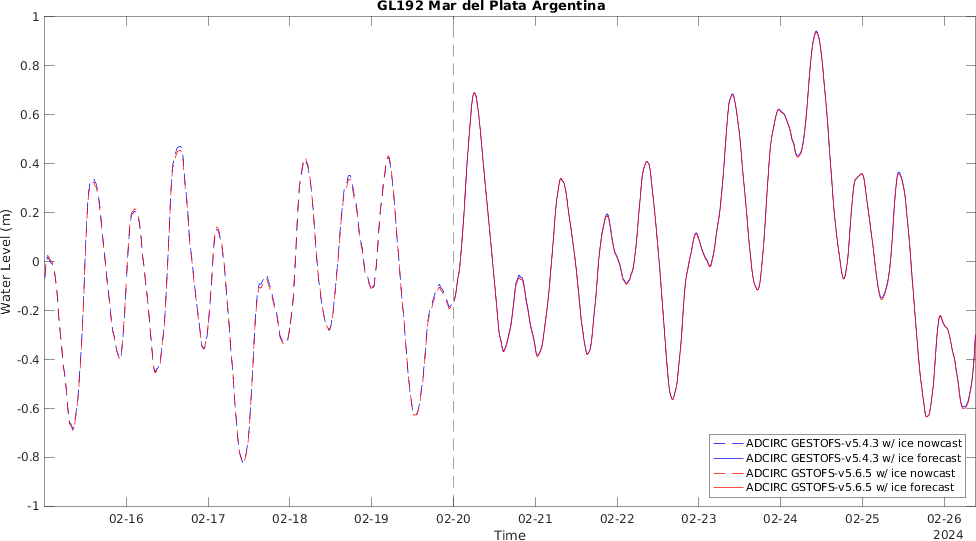 GL192 Mar del Plata Argentina
1
0.8
0.6
0.4
0.2
0
-0.2
-0.4
-0.6
-0.8
-1
Water Level (m)
02-16 02-17 02-18 02-19 02-20 02-21 02-22 02-23 02-24 02-25 02-26
2024
Time
ADCIRC GESTOFS-v5.4.3 w/ ice nowcast
ADCIRC GESTOFS-v5.4.3 w/ ice forecast
ADCIRC GSTOFS-v5.6.5 w/ ice nowcast
ADCIRC GSTOFS-v5.6.5 w/ ice forecast